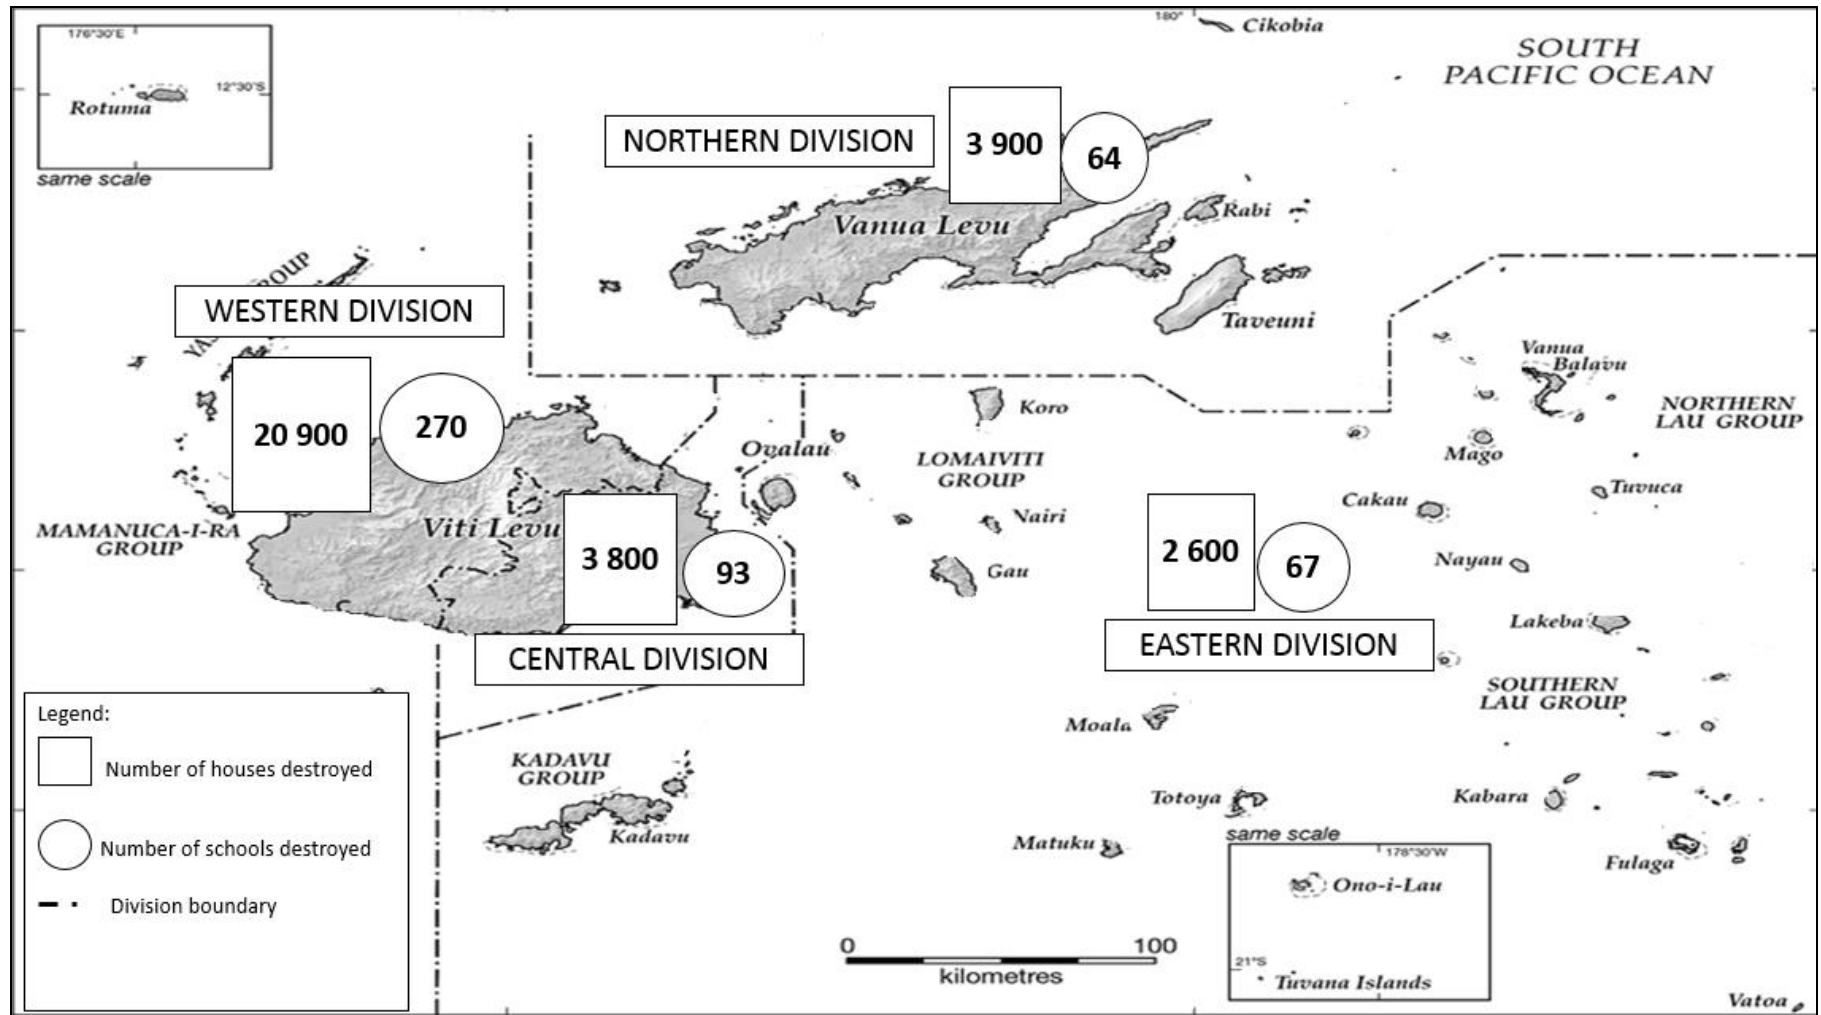 176°30'E
12°30'S
Rotuma
same scale
180°
Cikobia
SOUTH
PACIFIC OCEAN
NORTHERN DIVISION
3 900
64
Vanua Levu
Rabi
Taveuni
WESTERN DIVISION
20 900
270
Viti Levu
MAMANUCA-I-RA
GROUP
3 800
93
CENTRAL DIVISION
Ovalau
Koro
LOMAIVITI
GROUP
Nairi
Gau
Vanua
Balavu
NORTHERN
LAU GROUP
Mago
Cakau
Tuvuca
Nayau
Lakeba
2 600
67
EASTERN DIVISION
SOUTHERN
LAU GROUP
Moala
Totoya
Matuku
Kabara
Fulaga
Vatoa
KADAVU
GROUP
Kadavu
Legend:
Number of houses destroyed
Number of schools destroyed
Division boundary
0 100
kilometres
same scale
178°30'W
Ono-i-Lau
21°S
Tuvana Islands